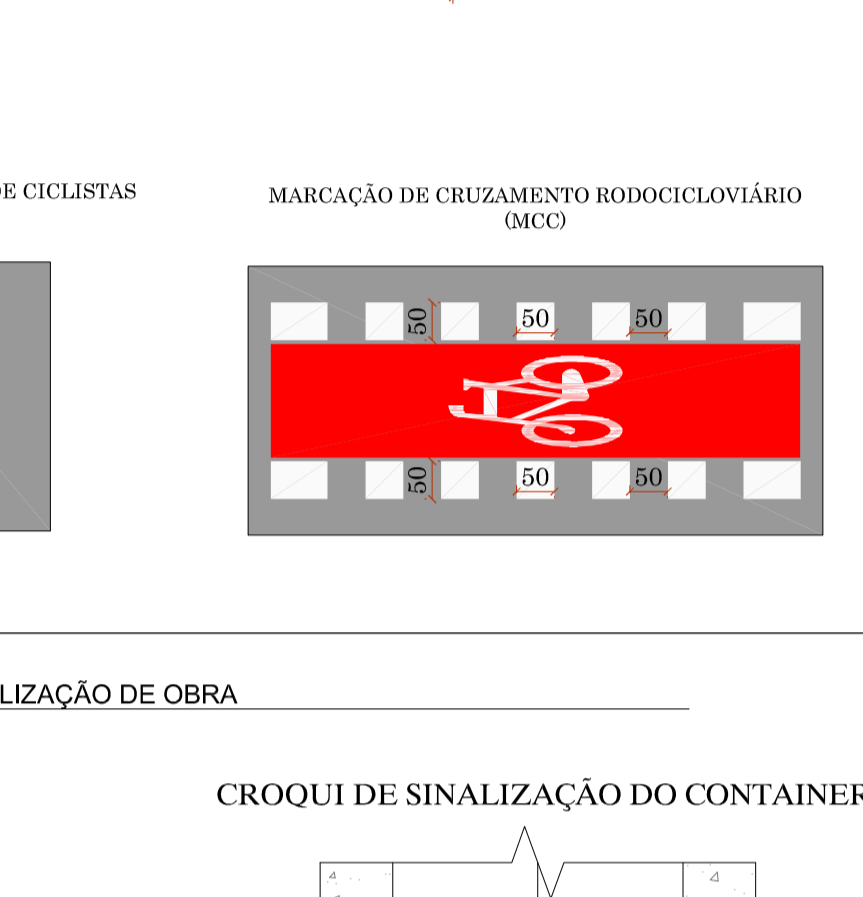 E CICLISTAS
MARCAÇÃO DE CRUZAMENTO RODOCICLOVIÁRIO
(MCC)
50
50
50
50
50
50
LIZAÇÃO DE OBRA
CROQUI DE SINALIZAÇÃO DO CONTAINER